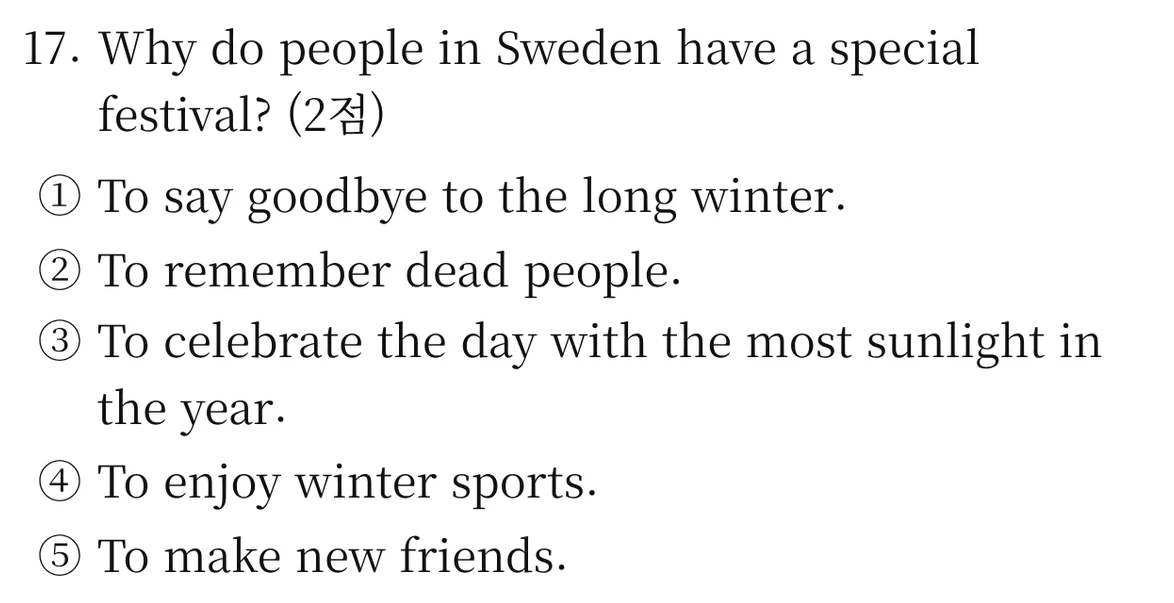 17. Why do people in Sweden have a special
festival? (2점)
① To say goodbye to the long winter.
② To remember dead people.
③ To celebrate the day with the most sunlight in
the year.
④ To enjoy winter sports.
⑤ To make new friends.